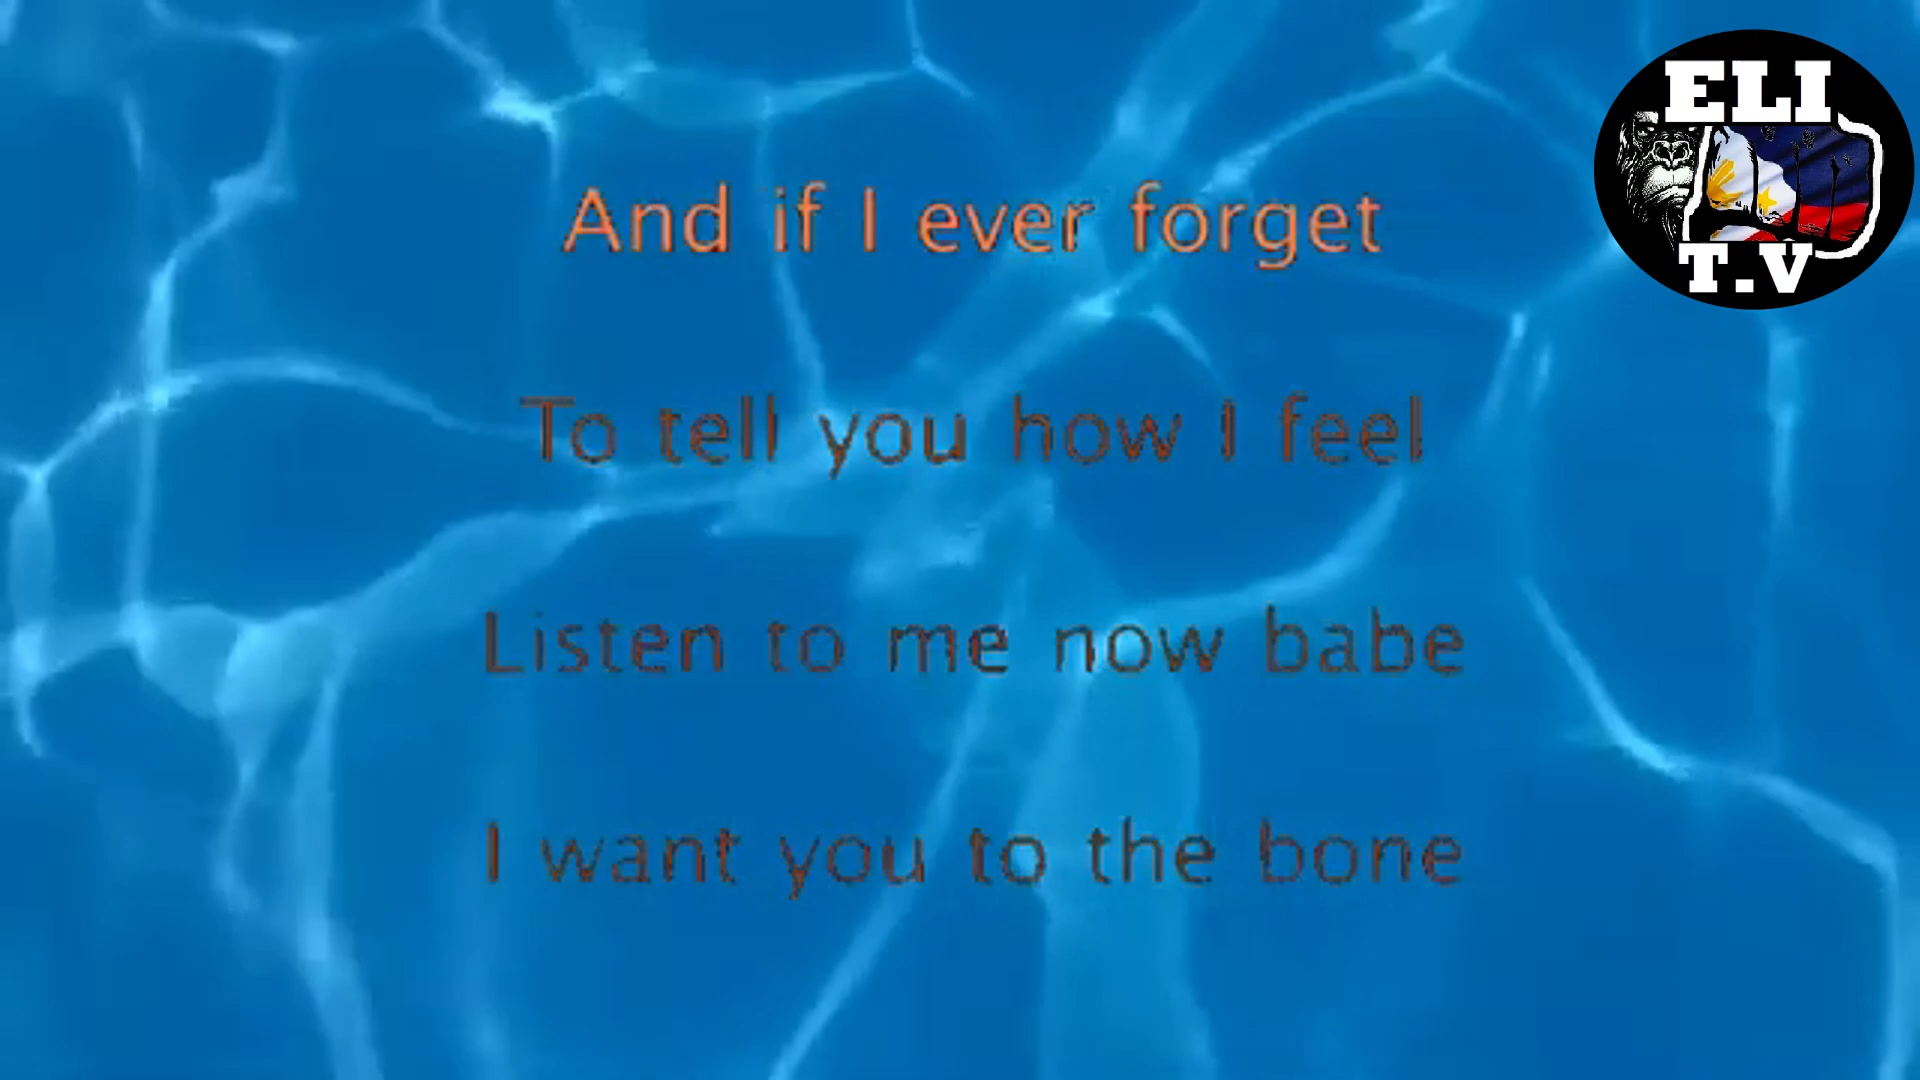 ELI
T.V
And if I ever forget
To tell you how I feel
Listen to me now babe
I want you to the bone